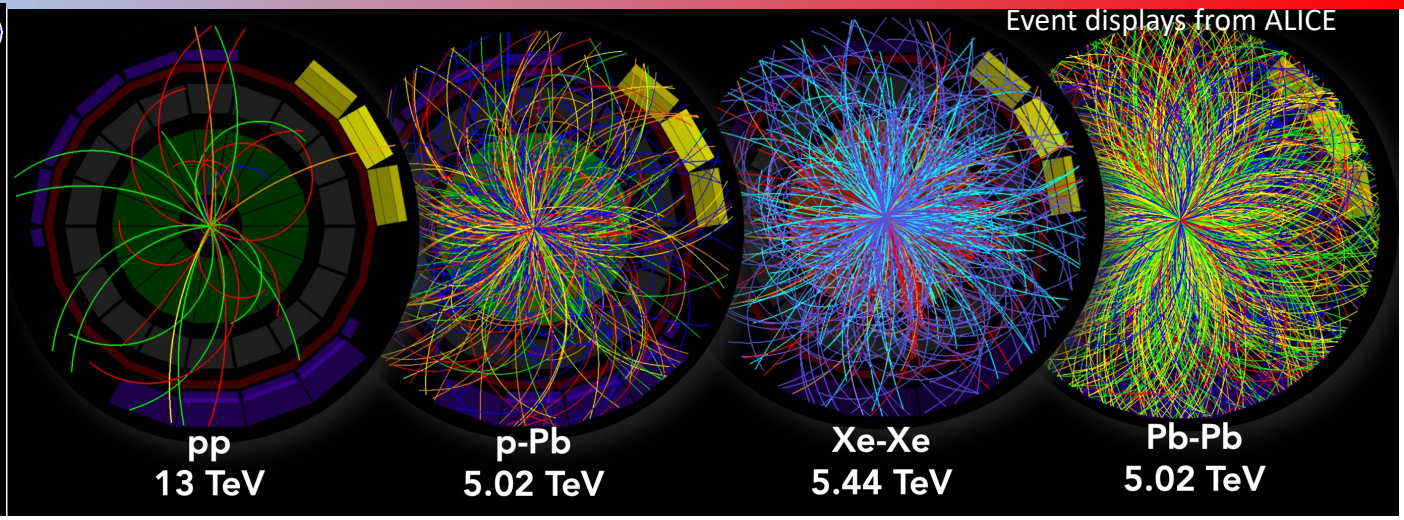 Event displays from ALICE
pp
13 TeV
p-Pb
5.02 TeV
Xe-Xe
5.44 TeV
Pb-Pb
5.02 TeV